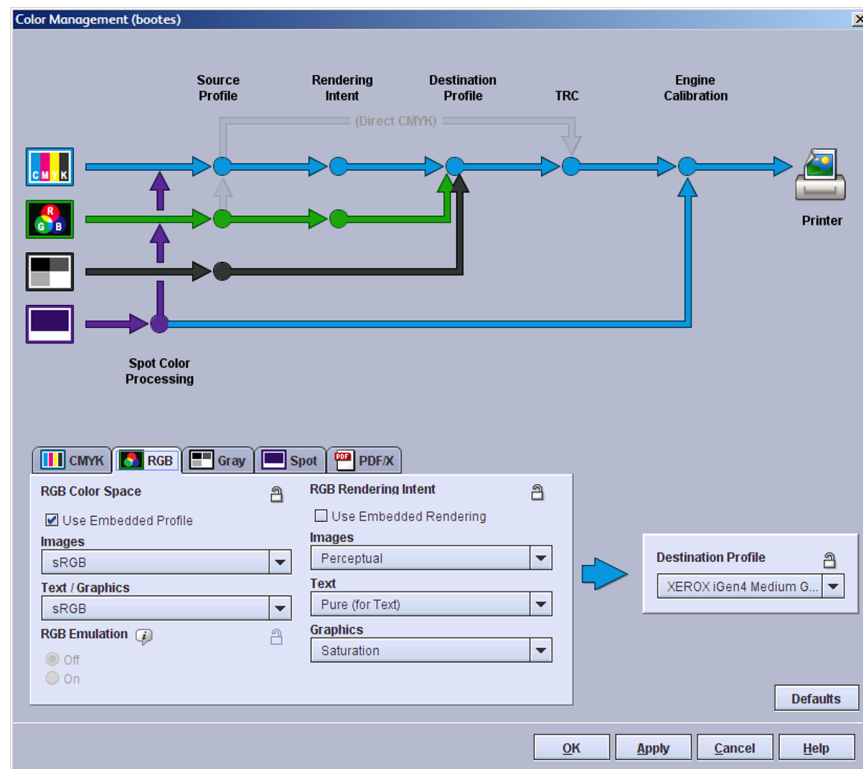 Color Management (bootes)
Source Profile
Rendering Intent
Destination Profile
TRC
Engine Calibration
(Direct CMYK)
CMYK
R
G B
Printer
Spot Color
Processing
CMYK RGB Gray Spot PDF PDF/X
RGB Color Space
Use Embedded Profile
Images
sRGB
Text / Graphics
sRGB
RGB Emulation i
Off
On
RGB Rendering Intent
Use Embedded Rendering
Images
Perceptual
Text
Pure (for Text)
Graphics
Saturation
Destination Profile
XEROX iGen4 Medium G...
Defaults
OK Apply Cancel Help